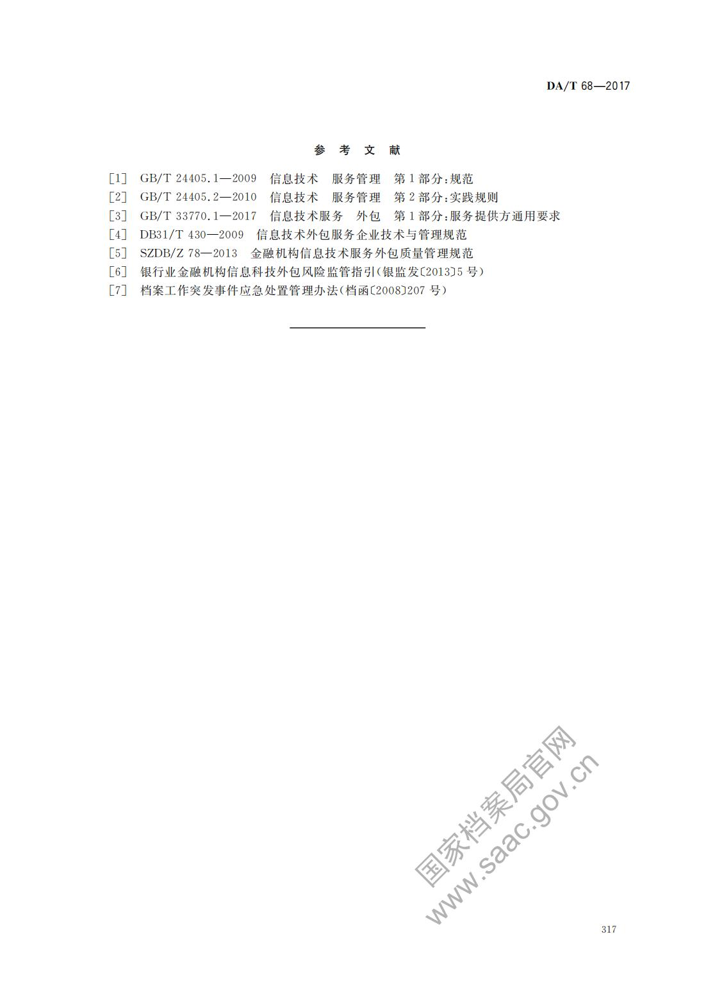 DA/T 68—2017
参 考 文 献
[1] GB/T 24405.1—2009 信息技术 服务管理 第1部分:规范
[2] GB/T 24405.2—2010 信息技术 服务管理 第2部分:实践规则
[3] GB/T 33770.1—2017 信息技术服务 外包 第1部分:服务提供方通用要求
[4] DB31/T 430—2009 信息技术外包服务企业技术与管理规范
[5] SZDB/Z 78—2013 金融机构信息技术服务外包质量管理规范
[6] 银行业金融机构信息科技外包风险监管指引(银监发〔2013〕5号)
[7] 档案工作突发事件应急处置管理办法(档函〔2008〕207号)
国家档案局官网
www.saac.gov.cn
317